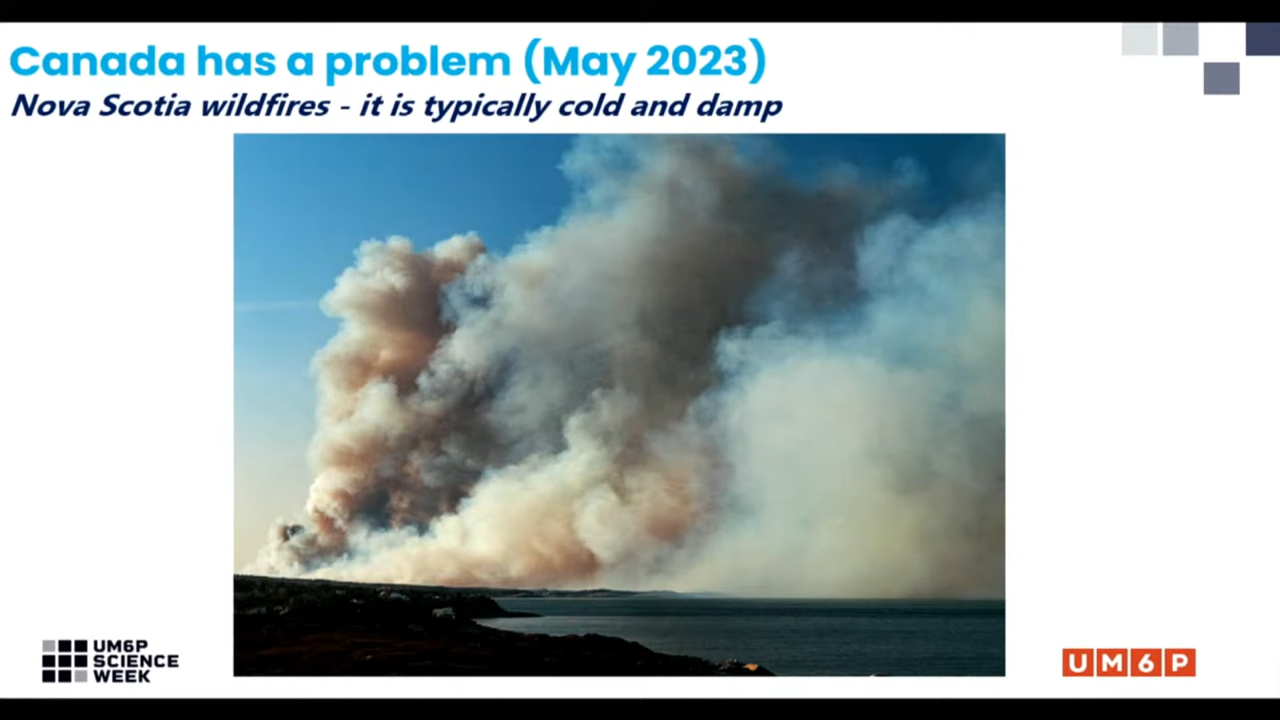 Canada has a problem (May 2023)
Nova Scotia wildfires - it is typically cold and damp
UM6P
SCIENCE
WEEK
UM6P